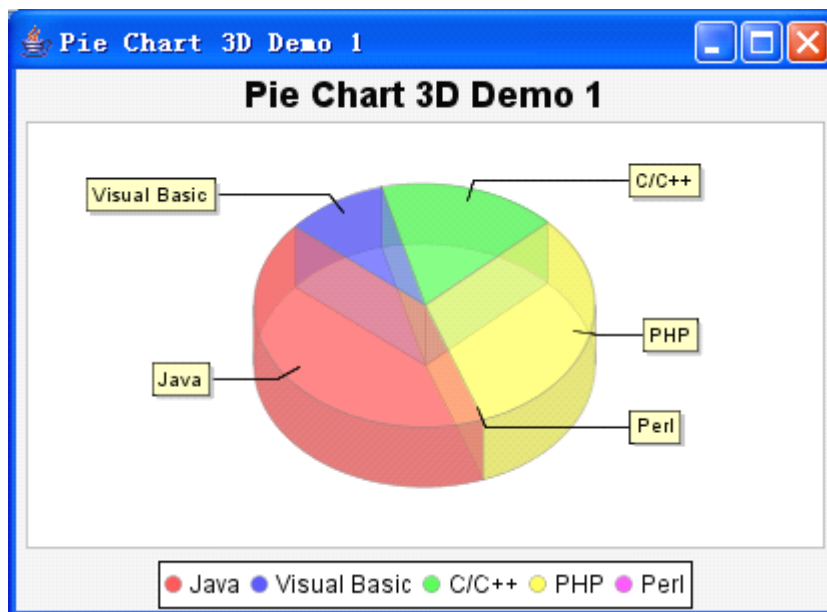 Pie Chart 3D Demo 1
Pie Chart 3D Demo 1
Visual Basic
C/C++
PHP
Java
Perl
Java Visual Basic C/C++ PHP Perl